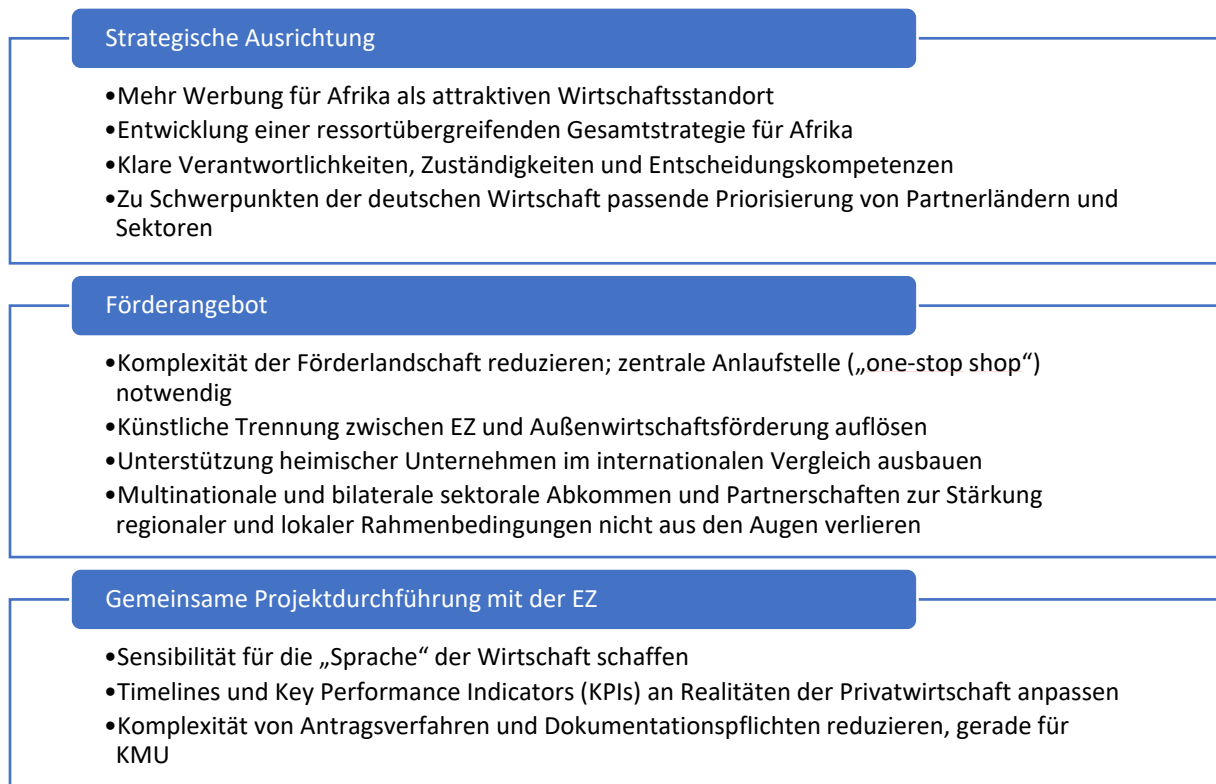 Strategische Ausrichtung
•Mehr Werbung für Afrika als attraktiven Wirtschaftsstandort
•Entwicklung einer ressortübergreifenden Gesamtstrategie für Afrika
•Klare Verantwortlichkeiten, Zuständigkeiten und Entscheidungskompetenzen
•Zu Schwerpunkten der deutschen Wirtschaft passende Priorisierung von Partnerländern und
Sektoren
Förderangebot
•Komplexität der Förderlandschaft reduzieren; zentrale Anlaufstelle („one-stop shop“)
notwendig
•Künstliche Trennung zwischen EZ und Außenwirtschaftsförderung auflösen
•Unterstützung heimischer Unternehmen im internationalen Vergleich ausbauen
•Multinationale und bilaterale sektorale Abkommen und Partnerschaften zur Stärkung
regionaler und lokaler Rahmenbedingungen nicht aus den Augen verlieren
Gemeinsame Projektdurchführung mit der EZ
•Sensibilität für die „Sprache“ der Wirtschaft schaffen
•Timelines und Key Performance Indicators (KPIs) an Realitäten der Privatwirtschaft anpassen
•Komplexität von Antragsverfahren und Dokumentationspflichten reduzieren, gerade für
KMU